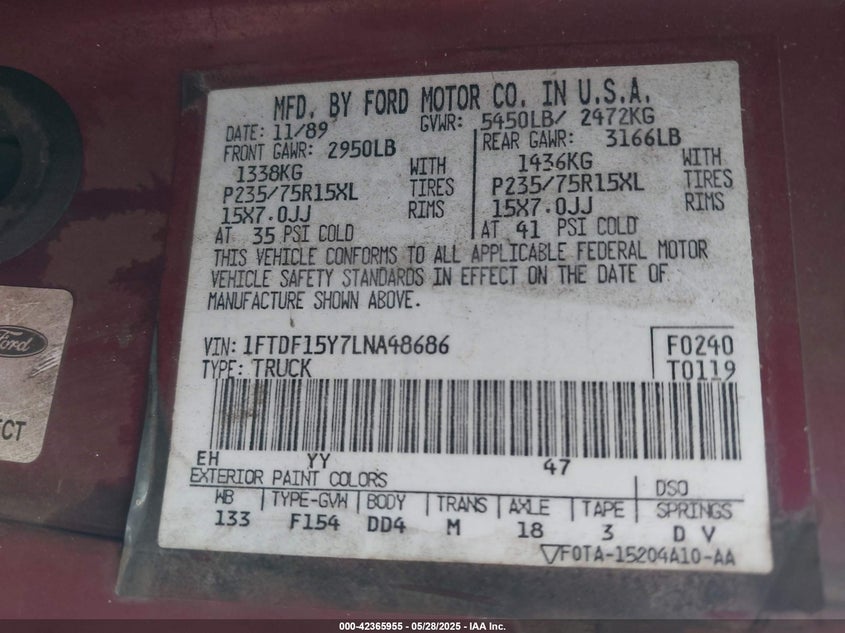 MFD. BY FORD MOTOR CO. IN U.S.A.
DATE: 11/89 GVWR: 5450LB/ 2472KG
FRONT GAWR: 2950LB REAR GAWR: 3166LB
1338KG WITH 1436KG WITH
P235/75R15XL TIRES P235/75R15XL TIRES
15X7.0JJ RIMS 15X7.0JJ RIMS
AT 35 PSI COLD AT 41 PSI COLD
THIS VEHICLE CONFORMS TO ALL APPLICABLE FEDERAL MOTOR
VEHICLE SAFETY STANDARDS IN EFFECT ON THE DATE OF
MANUFACTURE SHOWN ABOVE.
VIN: 1FTDF15Y7LNA48686 F0240
TYPE: TRUCK T0119
EH YY 47
EXTERIOR PAINT COLORS DSO
WB TYPE-GVW BODY TRANS AXLE TAPE SPRINGS
133 F154 DD4 M 18 3 D V
F0TA-15204A10-AA
Ford
CT
000-42365955 - 05/28/2025 - IAA Inc.